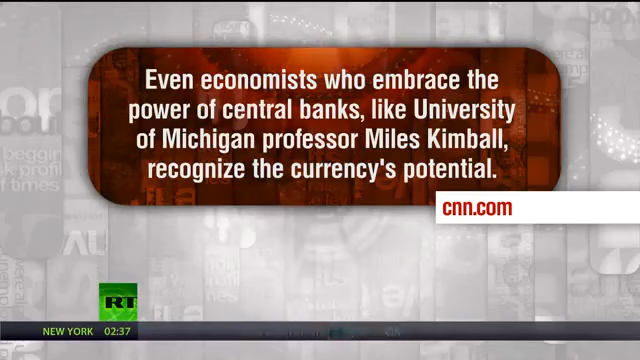 Even economists who embrace the
power of central banks, like University
of Michigan professor Miles Kimball,
recognize the currency's potential.
cnn.com
RT
NEW YORK 02:37